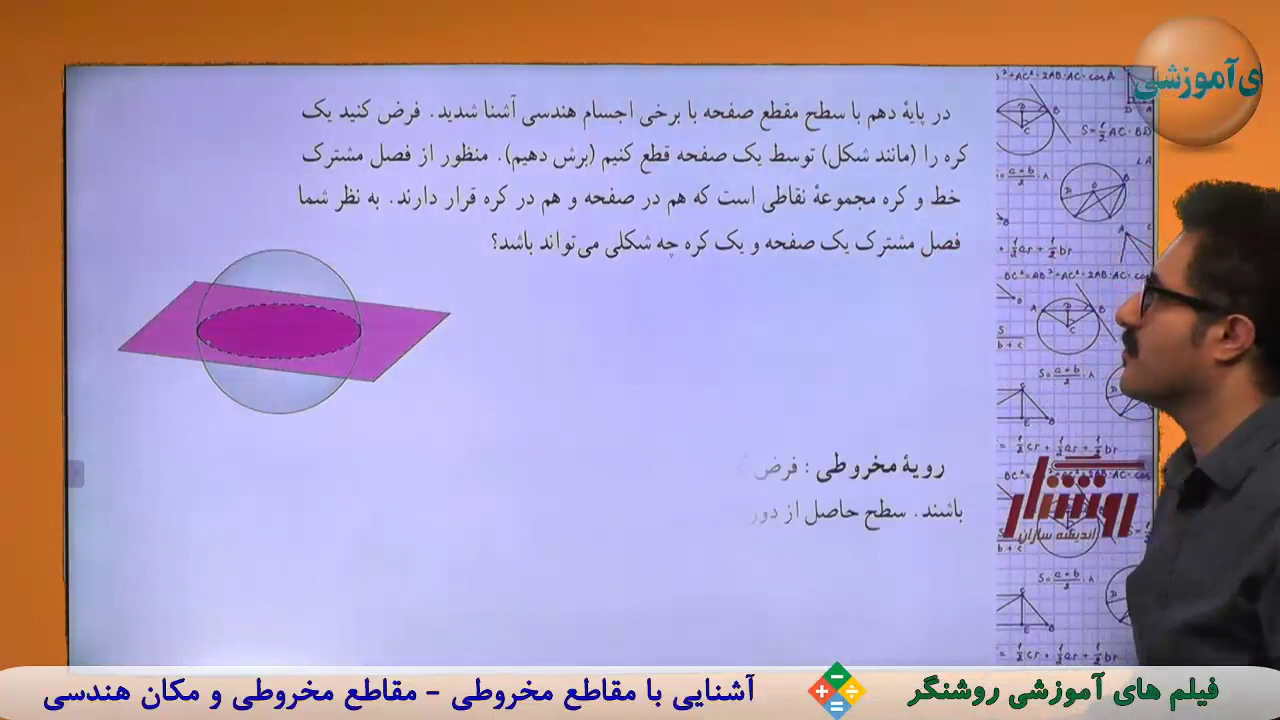 ی آموزشی
در پایهٔ دهم با سطح مقطع صفحه با برخی اجسام هندسی آشنا شدید. فرض کنید یک
کره را (مانند شکل) توسط یک صفحه قطع کنیم (برش دهیم). منظور از فصل مشترک
خط و کره مجموعهٔ نقاطی است که هم در صفحه و هم در کره قرار دارند. به نظر شما
فصل مشترک یک صفحه و یک کره چه شکلی می‌تواند باشد؟
رویهٔ مخروطی : فرض
باشند. سطح حاصل از دور
روشنگر
اندیشه سازان
فیلم های آموزشی روشنگر
آشنایی با مقاطع مخروطی - مقاطع مخروطی و مکان هندسی